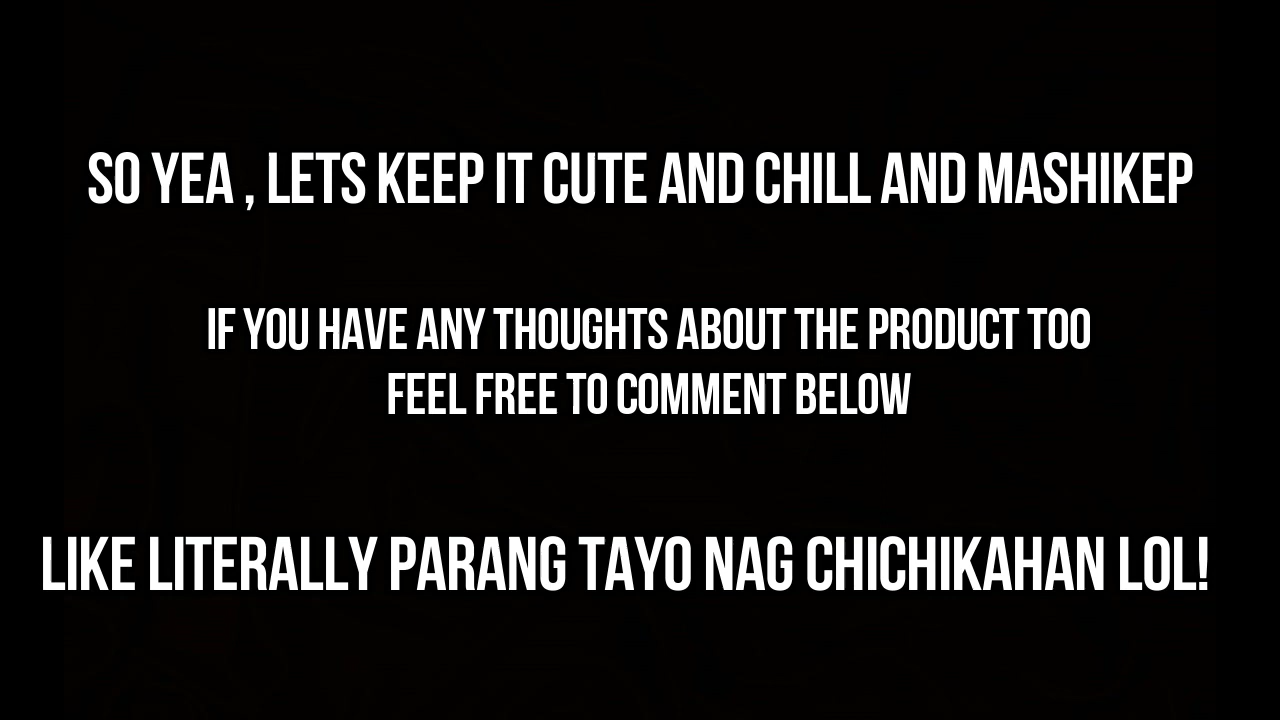 SO YEA , LETS KEEP IT CUTE AND CHILL AND MASHIKEP
IF YOU HAVE ANY THOUGHTS ABOUT THE PRODUCT TOO
FEEL FREE TO COMMENT BELOW
LIKE LITERALLY PARANG TAYO NAG CHICHIKAHAN LOL!